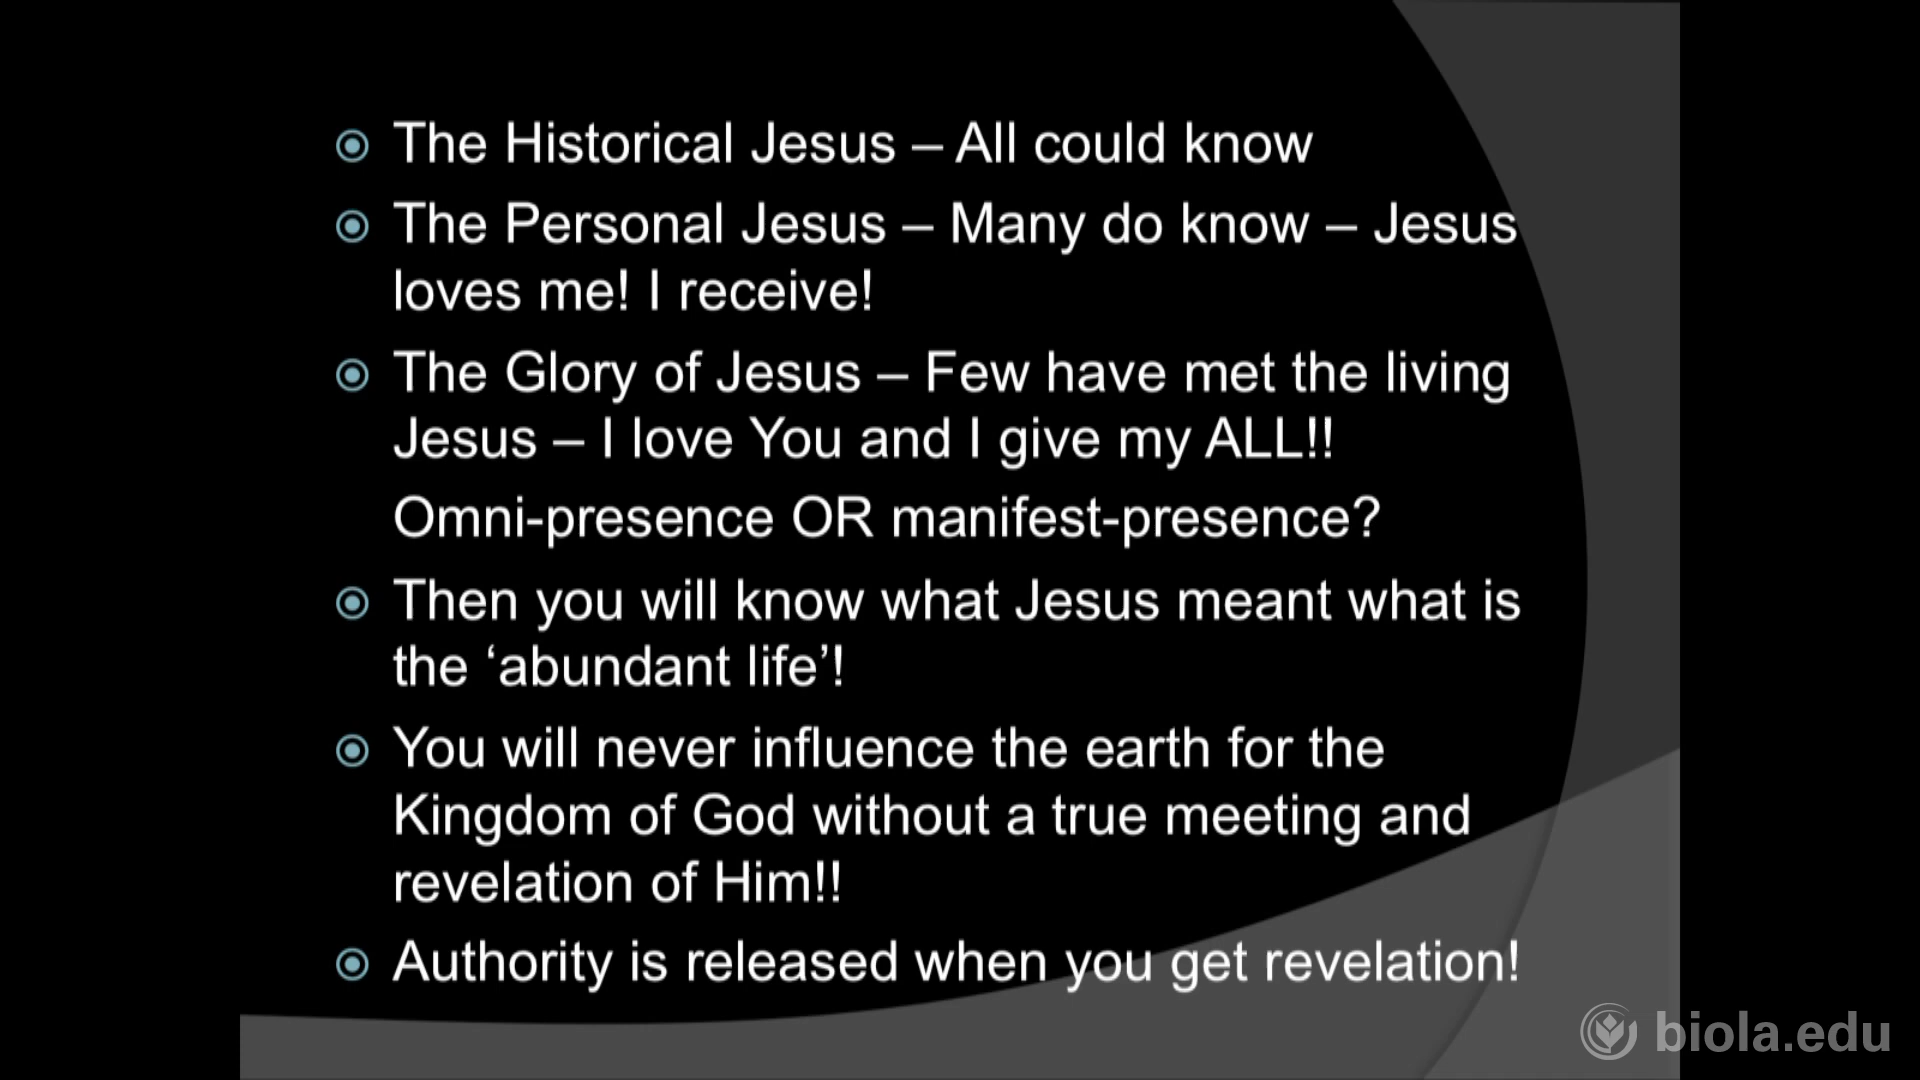 The Historical Jesus – All could know
The Personal Jesus – Many do know – Jesus
loves me! I receive!
The Glory of Jesus – Few have met the living
Jesus – I love You and I give my ALL!!
Omni-presence OR manifest-presence?
Then you will know what Jesus meant what is
the ‘abundant life’!
You will never influence the earth for the
Kingdom of God without a true meeting and
revelation of Him!!
Authority is released when you get revelation!
biola.edu